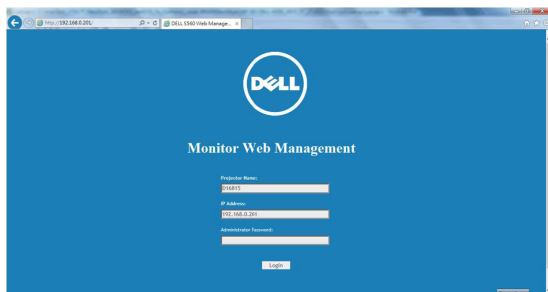 http://192.168.0.201/
DELL S560 Web Manage...
DELL
Monitor Web Management
Projector Name:
D16815
IP Address:
192.168.0.201
Administrator Password:
Login